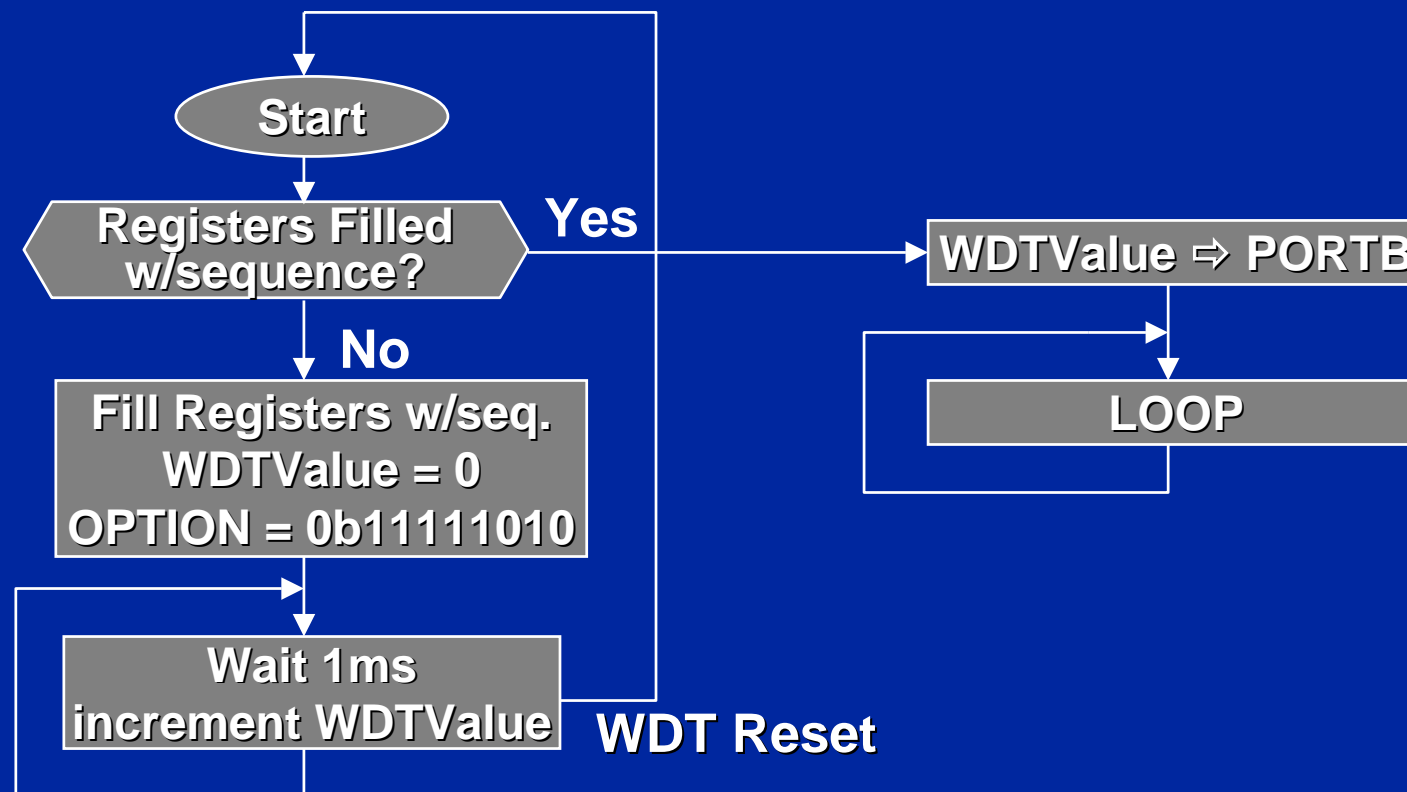 Start
Registers Filled
w/sequence?
Yes
No
Fill Registers w/seq.
WDTValue = 0
OPTION = 0b11111010
Wait 1ms
increment WDTValue
WDT Reset
WDTValue ⇨ PORTB
LOOP